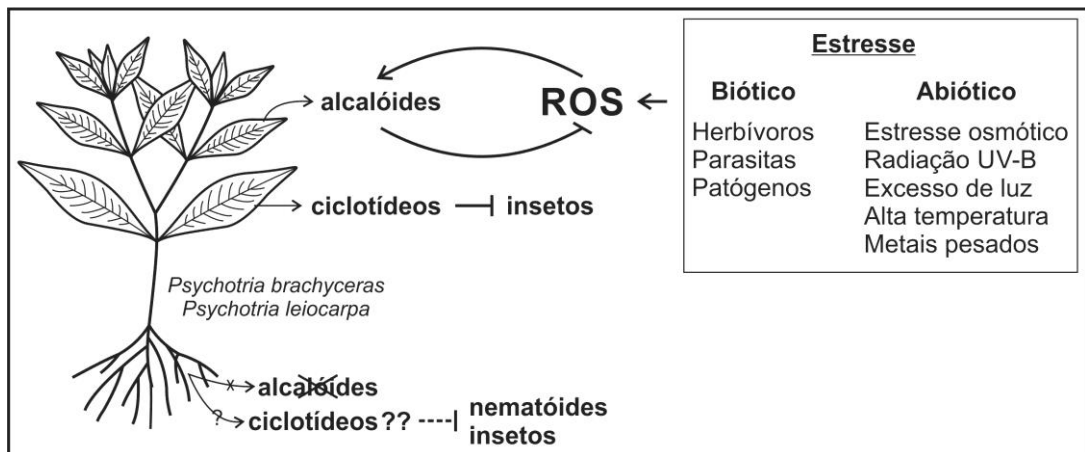 Estresse
Biótico
Abiótico
Herbívoros
Parasitas
Patógenos
Estresse osmótico
Radiação UV-B
Excesso de luz
Alta temperatura
Metais pesados
alcalóides
ROS
ciclotídeos
insetos
Psychotria brachyceras
Psychotria leiocarpa
x
alcalóides
?
ciclotídeos ??
nematóides
insetos